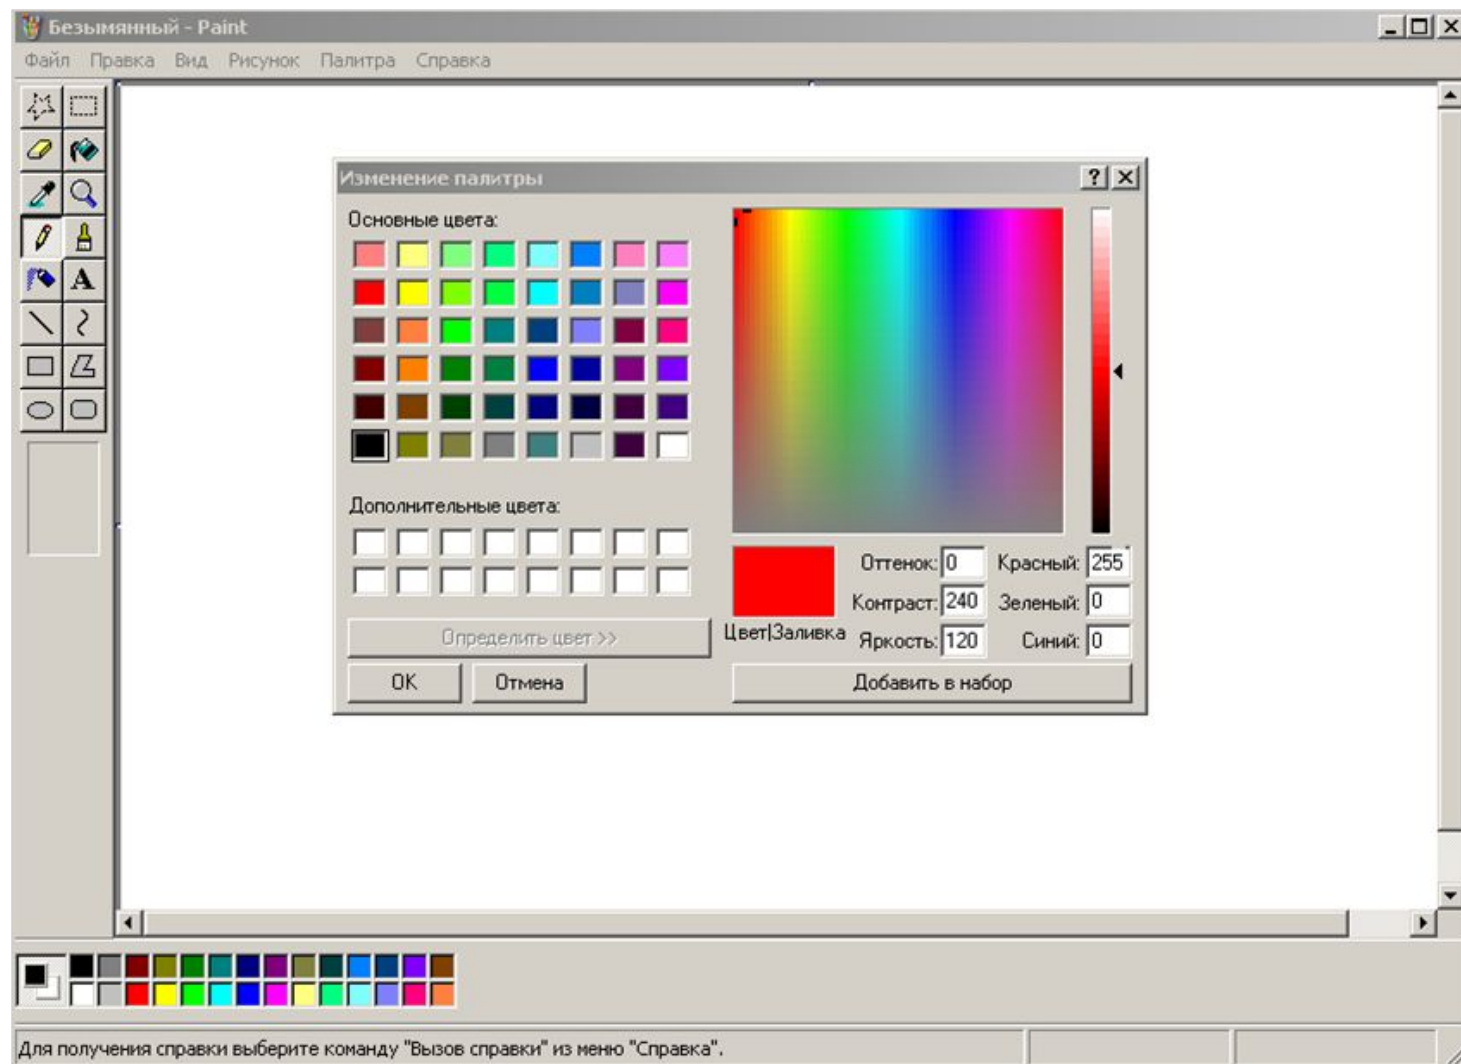 Безымянный - Paint
Файл Правка Вид Рисунок Палитра Справка
Изменение палитры
Основные цвета:
Дополнительные цвета:
Определить цвет >>
OK Отмена
Цвет|Заливка
Оттенок: 0 Красный: 255
Контраст: 240 Зеленый: 0
Яркость: 120 Синий: 0
Добавить в набор
A
Для получения справки выберите команду "Вызов справки" из меню "Справка".